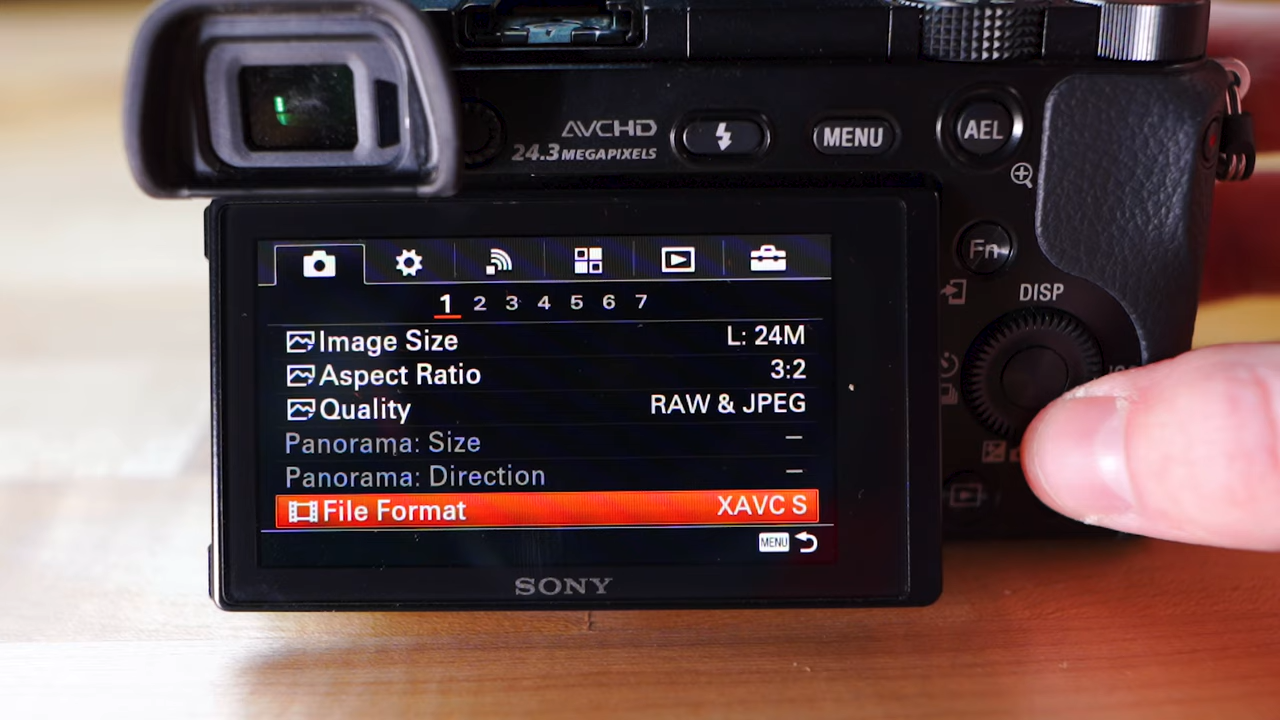 AVCHD
24.3 MEGAPIXELS
MENU
AEL
Fn
DISP
1 2 3 4 5 6 7
Image Size L: 24M
Aspect Ratio 3:2
Quality RAW & JPEG
Panorama: Size –
Panorama: Direction –
File Format XAVC S
MENU
SONY